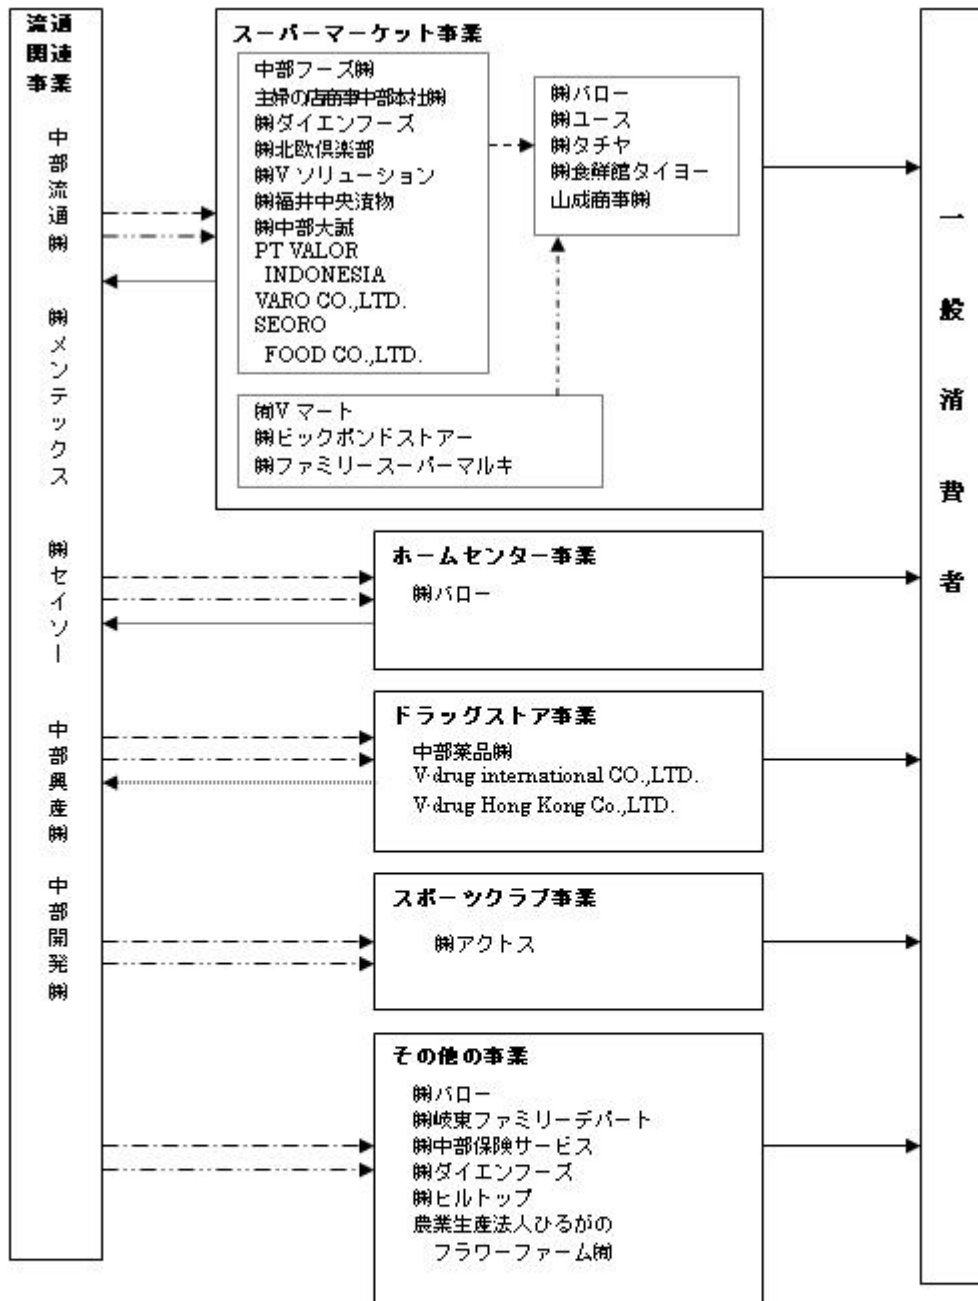 流通
関連
事業
中部流通㈱
㈱メンテックス
㈱セイソー
中部興産㈱
中部開発㈱
スーパーマーケット事業
中部フーズ㈱
主婦の店商事中部本社㈱
㈱ダイエンフーズ
㈱北欧倶楽部
㈱Vソリューション
㈱福井中央漬物
㈱中部大誠
PT VALOR
INDONESIA
VARO CO.,LTD.
SEORO
FOOD CO.,LTD.
㈱バロー
㈱ユース
㈱タチヤ
㈱食鮮館タイヨー
山成商事㈱
㈲Vマート
㈱ビックポンドストアー
㈱ファミリースーパーマルキ
ホームセンター事業
㈱バロー
ドラッグストア事業
中部薬品㈱
V·drug international CO.,LTD.
V·drug Hong Kong Co.,LTD.
スポーツクラブ事業
㈱アクトス
その他の事業
㈱バロー
㈱岐東ファミリーデパート
㈱中部保険サービス
㈱ダイエンフーズ
㈱ヒルトップ
農業生産法人ひるがの
フラワーファーム㈲
一般消費者